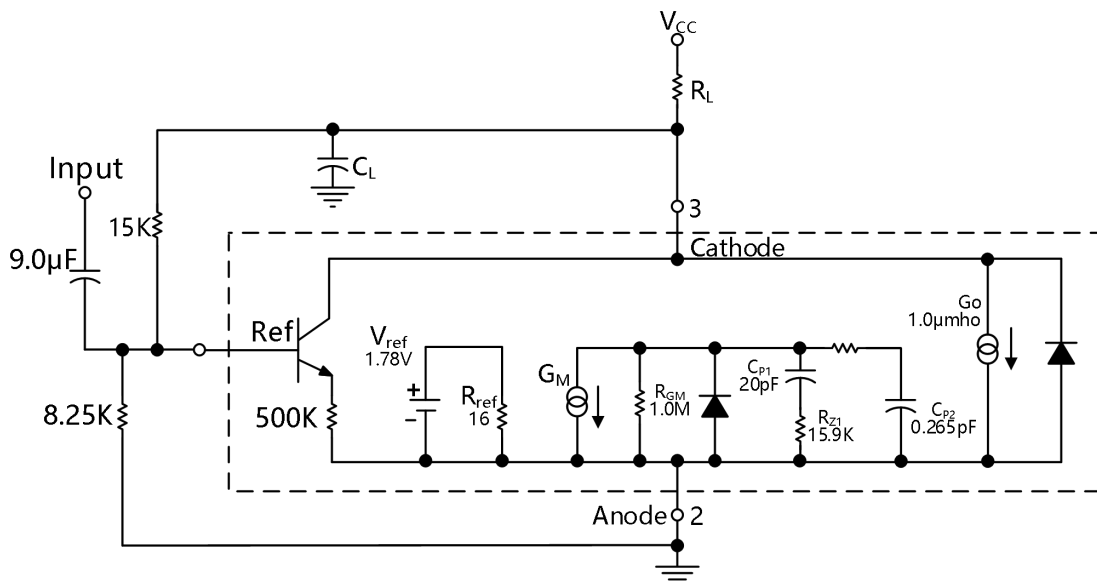 VCC
RL
Input
CL
15K
3
9.0µF
Cathode
Ref
Vref
1.78V
+
–
Rref
16
GM
RGM
1.0M
CP1
20pF
RZ1
15.9K
CP2
0.265pF
Go
1.0µmho
8.25K
500K
Anode
2